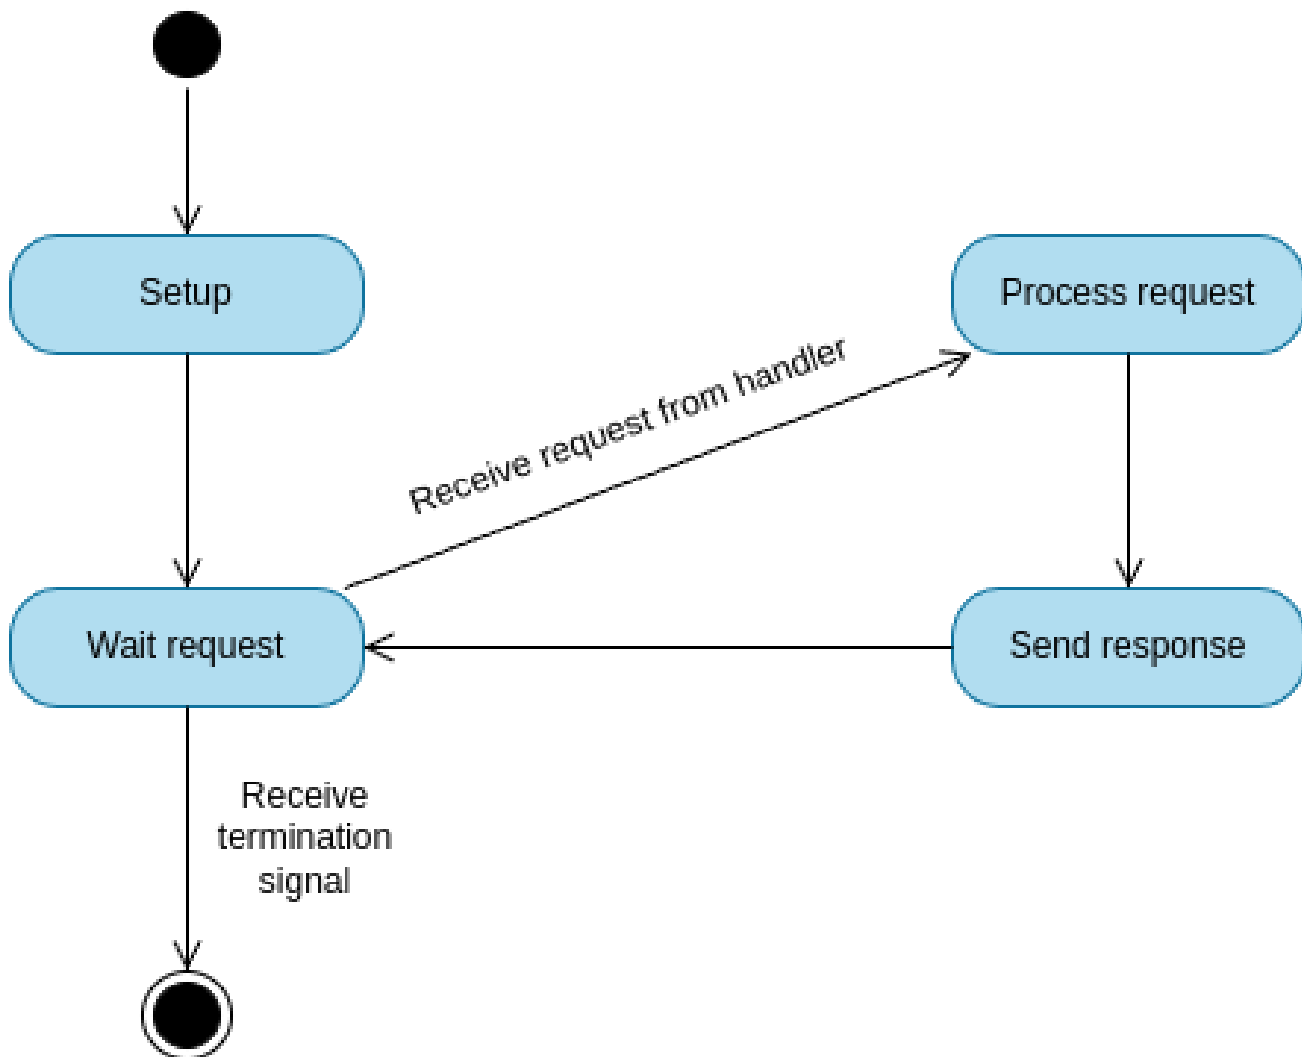 Setup
Process request
Receive request from handler
Wait request
Send response
Receive
termination
signal